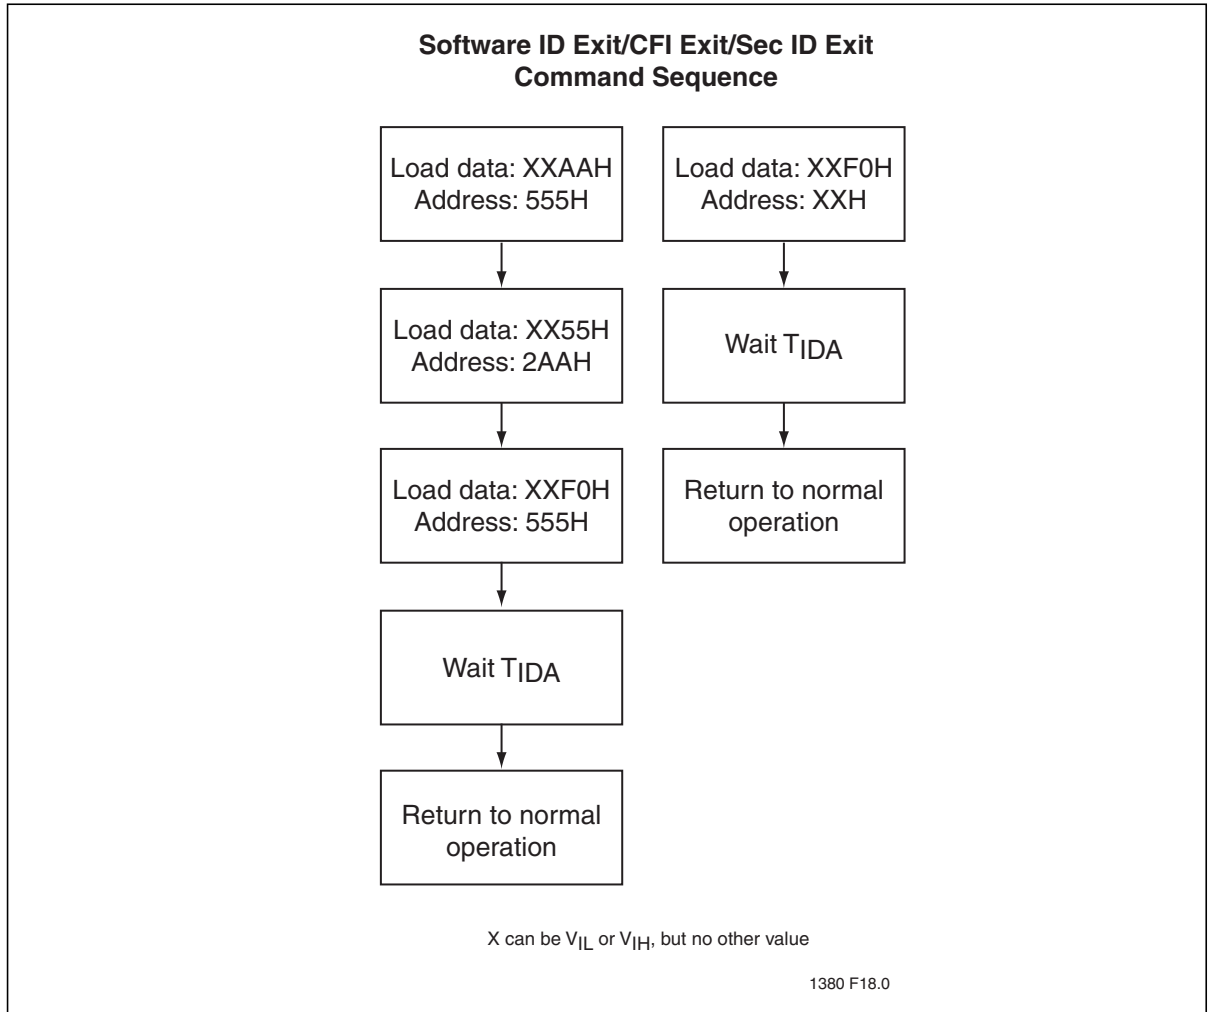 Software ID Exit/CFI Exit/Sec ID Exit
Command Sequence
Load data: XXAAH
Address: 555H
Load data: XX55H
Address: 2AAH
Load data: XXF0H
Address: 555H
Wait TIDA
Return to normal
operation
Load data: XXF0H
Address: XXH
Wait TIDA
Return to normal
operation
X can be VIL or VIH, but no other value
1380 F18.0